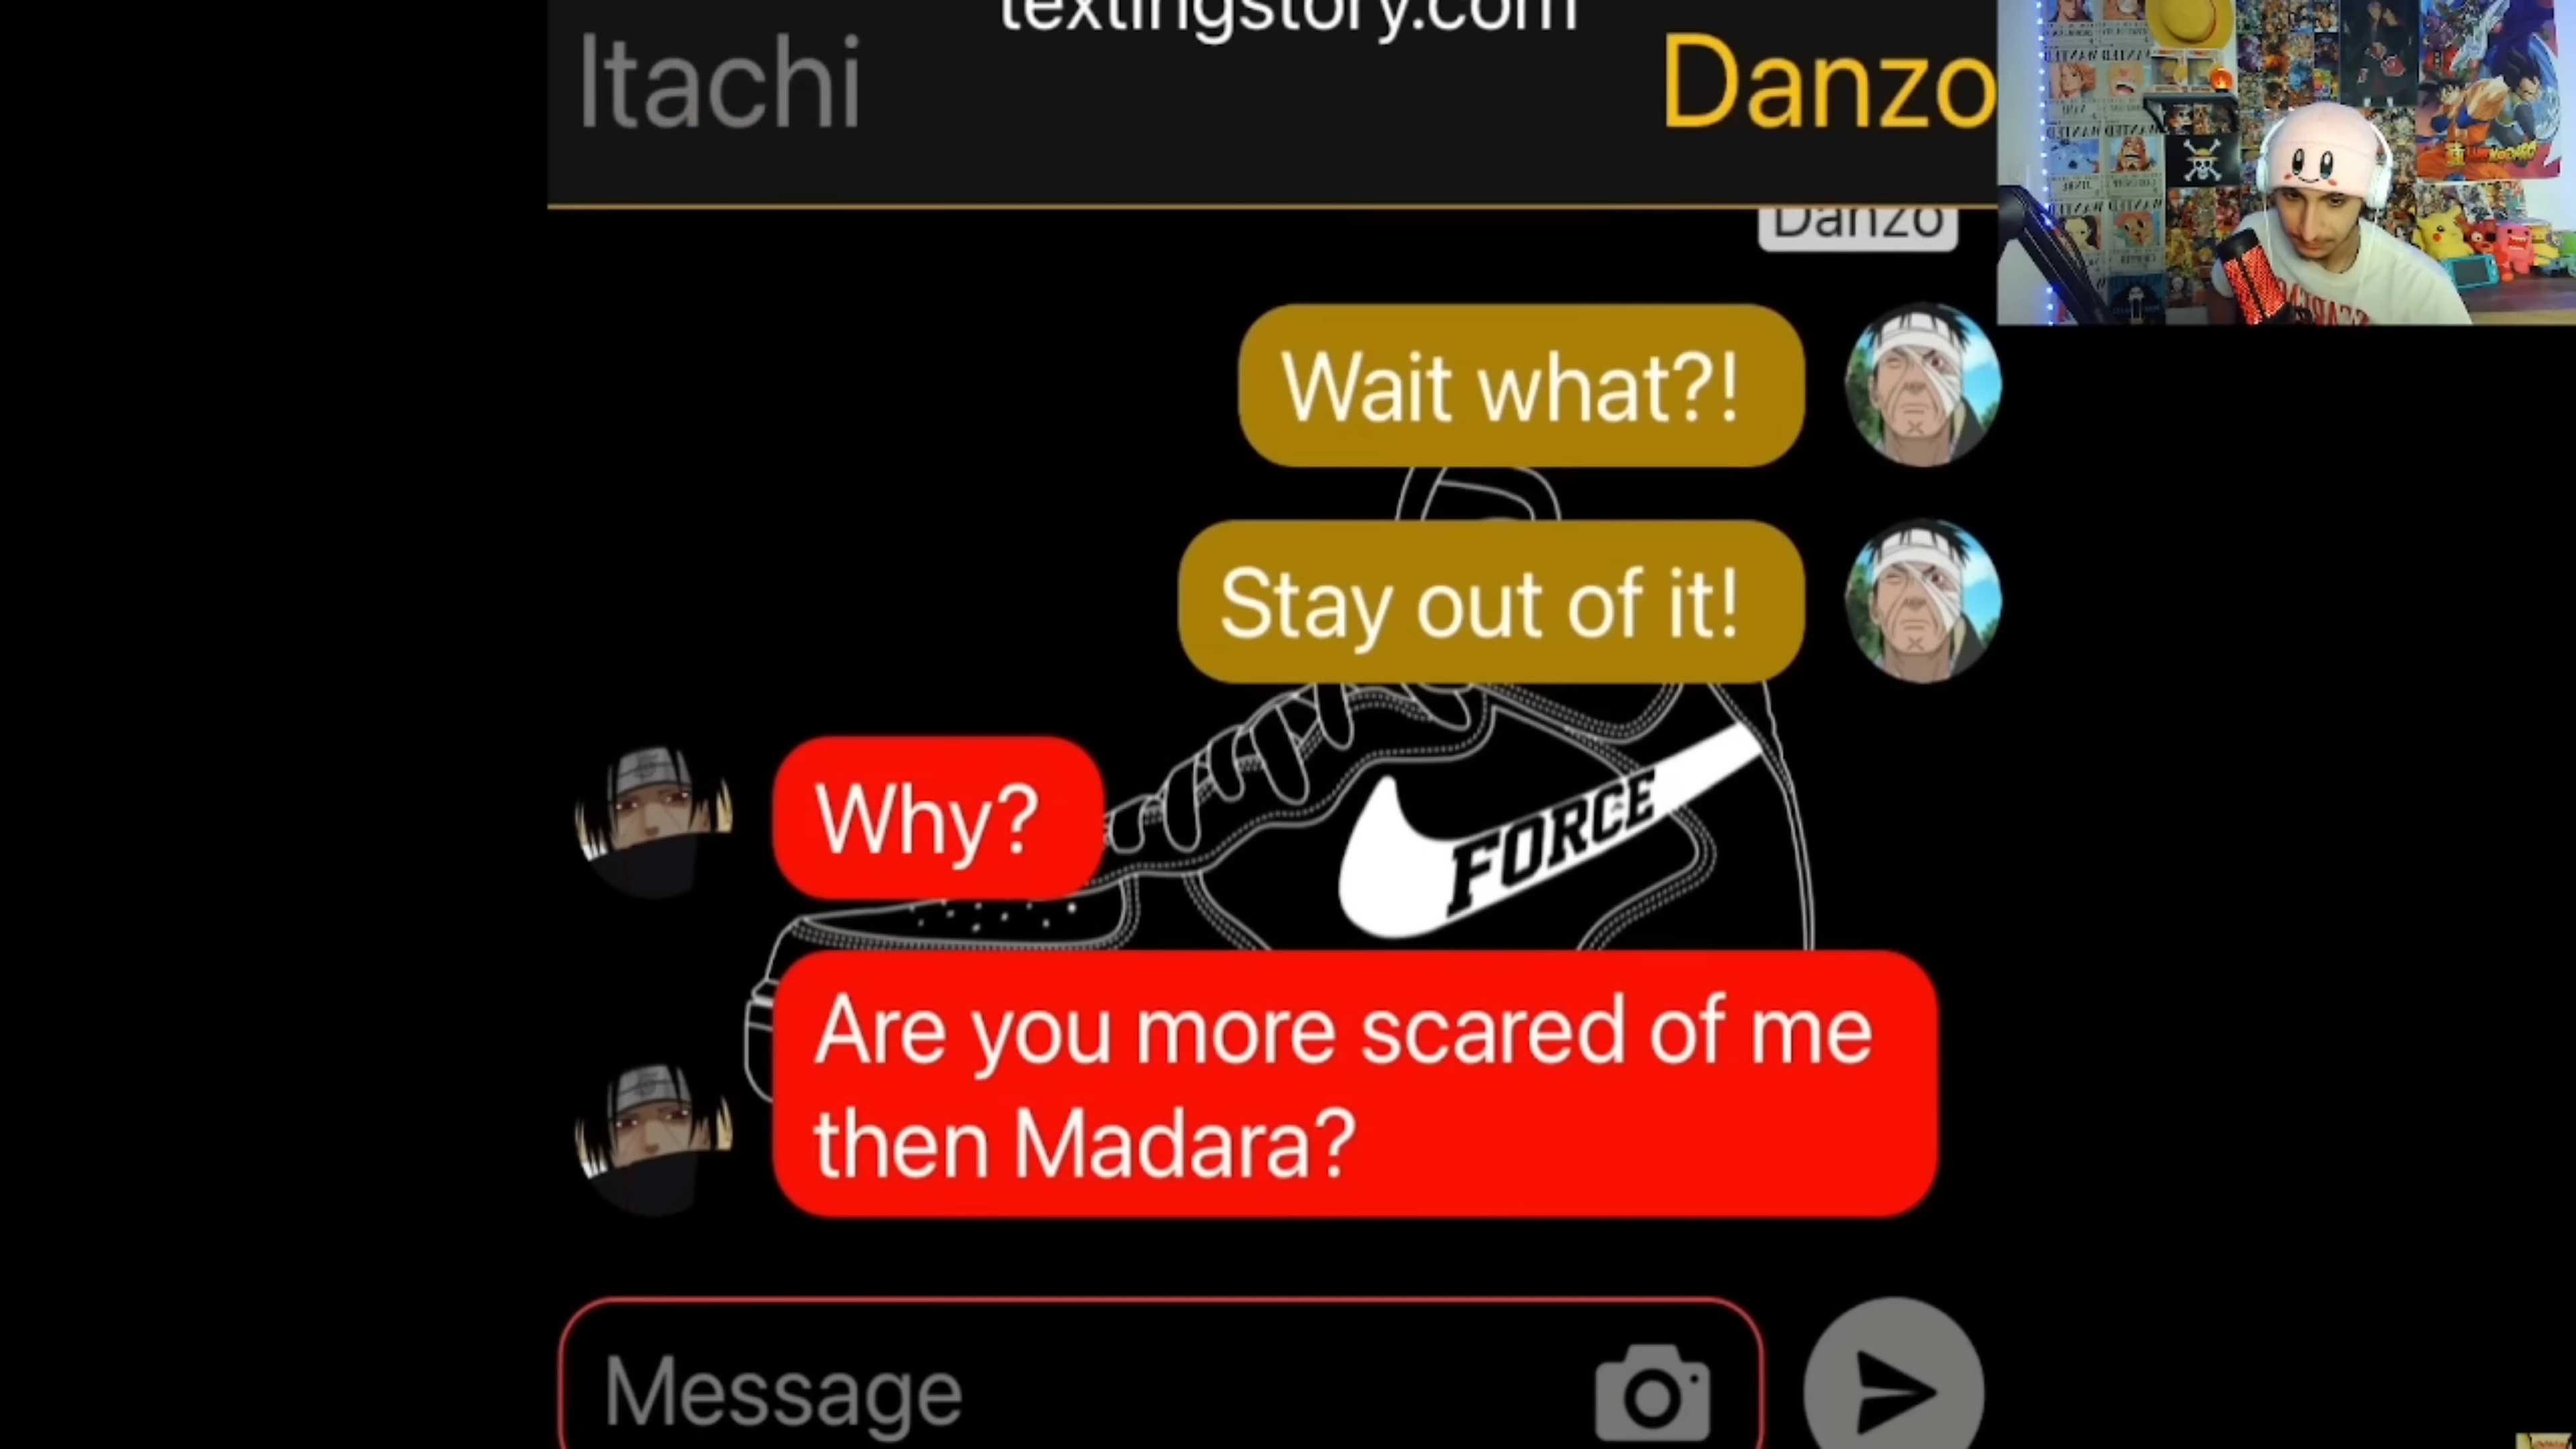 textingstory.com
Itachi
Danzo
Danzo
Wait what?!
Stay out of it!
Why?
FORCE
Are you more scared of me
then Madara?
Message